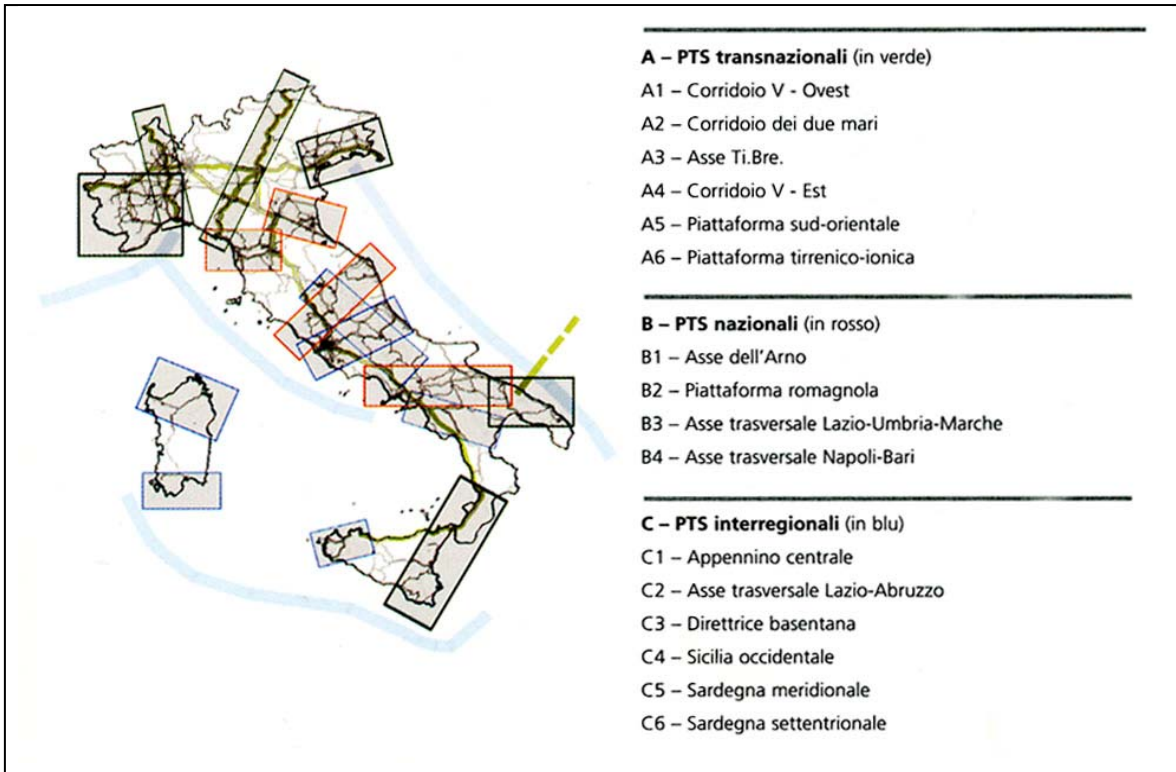 A – PTS transnazionali (in verde)
A1 – Corridoio V - Ovest
A2 – Corridoio dei due mari
A3 – Asse Ti.Bre.
A4 – Corridoio V - Est
A5 – Piattaforma sud-orientale
A6 – Piattaforma tirrenico-ionica
B – PTS nazionali (in rosso)
B1 – Asse dell'Arno
B2 – Piattaforma romagnola
B3 – Asse trasversale Lazio-Umbria-Marche
B4 – Asse trasversale Napoli-Bari
C – PTS interregionali (in blu)
C1 – Appennino centrale
C2 – Asse trasversale Lazio-Abruzzo
C3 – Direttrice basentana
C4 – Sicilia occidentale
C5 – Sardegna meridionale
C6 – Sardegna settentrionale